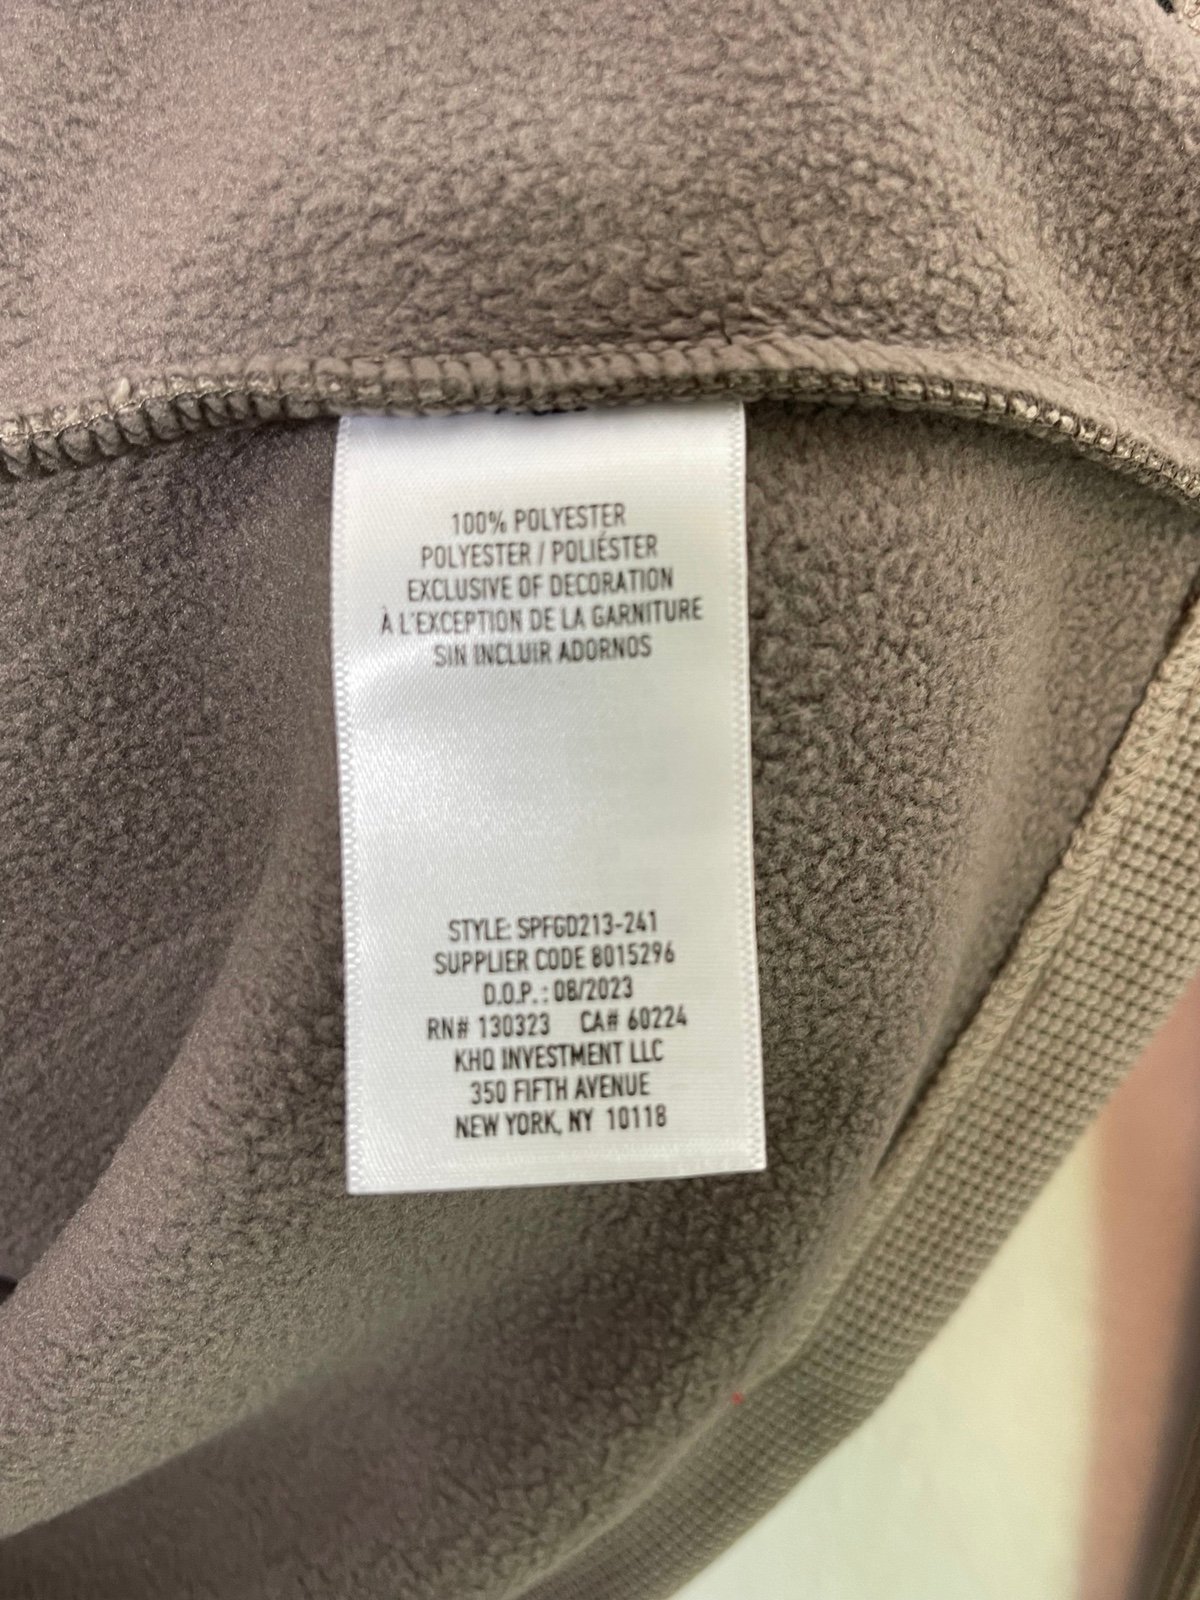 100% POLYESTER
POLYESTER / POLIÉSTER
EXCLUSIVE OF DECORATION
À L'EXCEPTION DE LA GARNITURE
SIN INCLUIR ADORNOS
STYLE: SPFGD213-241
SUPPLIER CODE 8015296
D.O.P. : 08/2023
RN# 130323 CA# 60224
KHQ INVESTMENT LLC
350 FIFTH AVENUE
NEW YORK, NY 10118